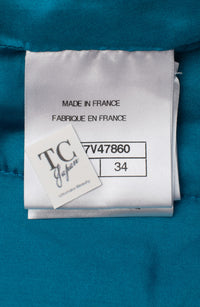 MADE IN FRANCE
FABRIQUE EN FRANCE
7V47860
34
TC
Japan